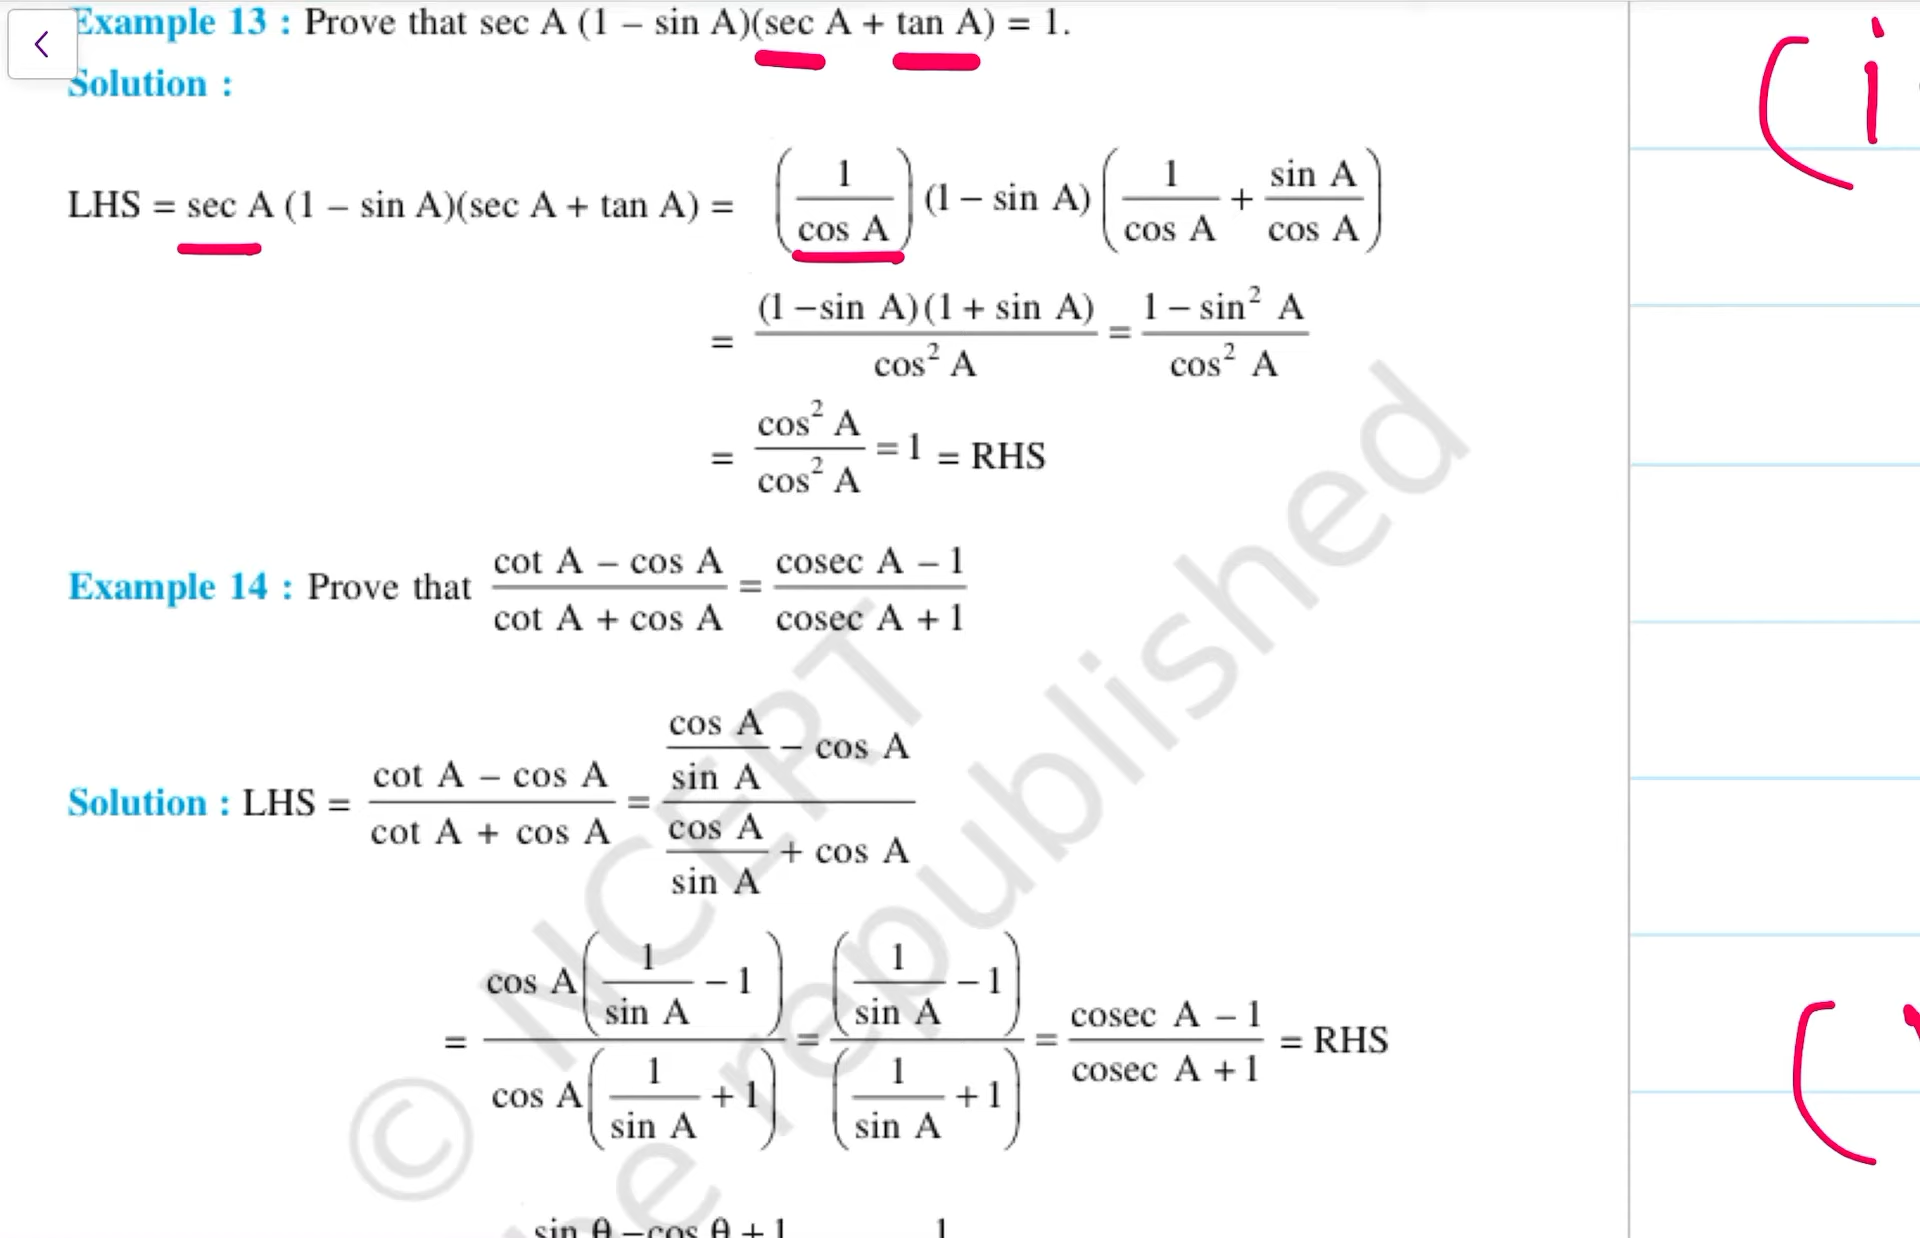 Example 13 : Prove that sec A (1 – sin A)(sec A + tan A) = 1.
Solution :
LHS = sec A (1 – sin A)(sec A + tan A) = (1/cos A) (1 – sin A) (1/cos A + sin A/cos A)
= (1 – sin A)(1 + sin A)/cos² A = 1 – sin² A/cos² A
= cos² A/cos² A = 1 = RHS
Example 14 : Prove that cot A – cos A/cot A + cos A = cosec A – 1/cosec A + 1
Solution : LHS = cot A – cos A/cot A + cos A = cos A/sin A – cos A/cos A/sin A + cos A
= cos A(1/sin A – 1)/cos A(1/sin A + 1) = (1/sin A – 1)/(1/sin A + 1) = cosec A – 1/cosec A + 1 = RHS
sin θ – cos θ + 1 1
(i
(
© NCERT
be republished